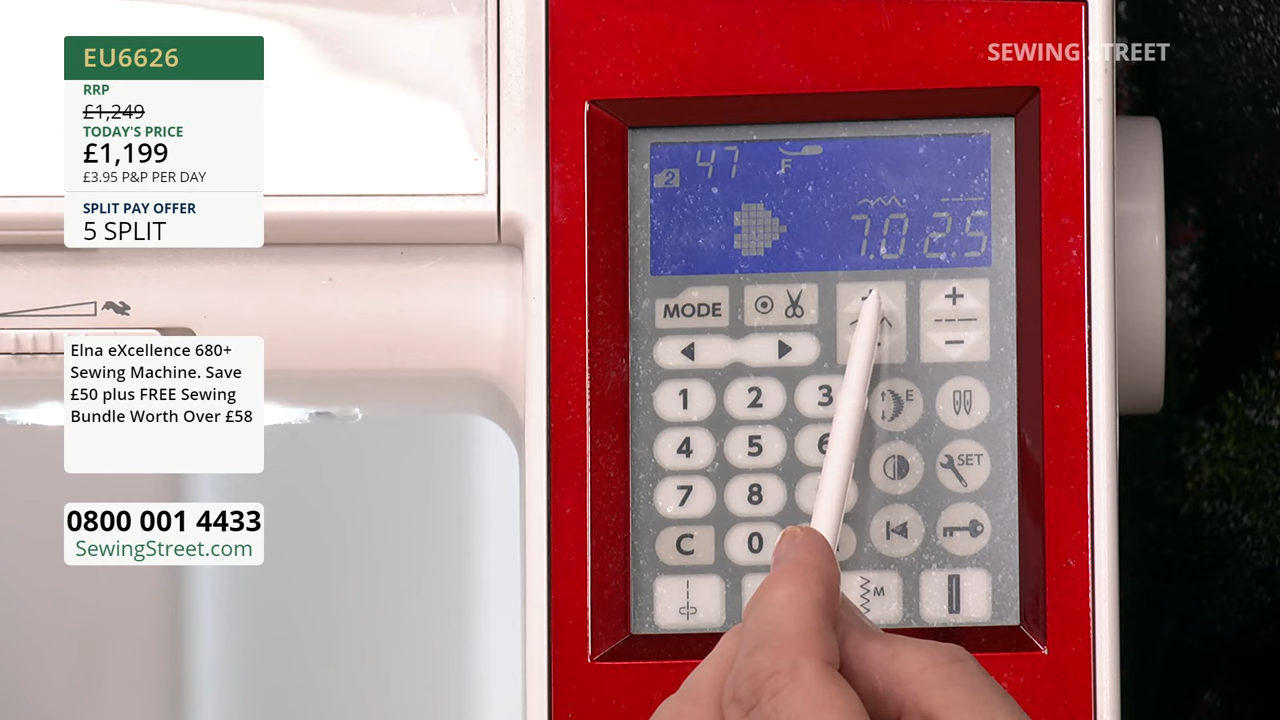 EU6626
RRP
£1,249
TODAY'S PRICE
£1,199
£3.95 P&P PER DAY
SPLIT PAY OFFER
5 SPLIT
Elna eXcellence 680+
Sewing Machine. Save
£50 plus FREE Sewing
Bundle Worth Over £58
0800 001 4433
SewingStreet.com
SEWING STREET
2 47 F
7.0 2.5
MODE
+
−
1 2 3 E
4 5 6 SET
7 8
C 0
M